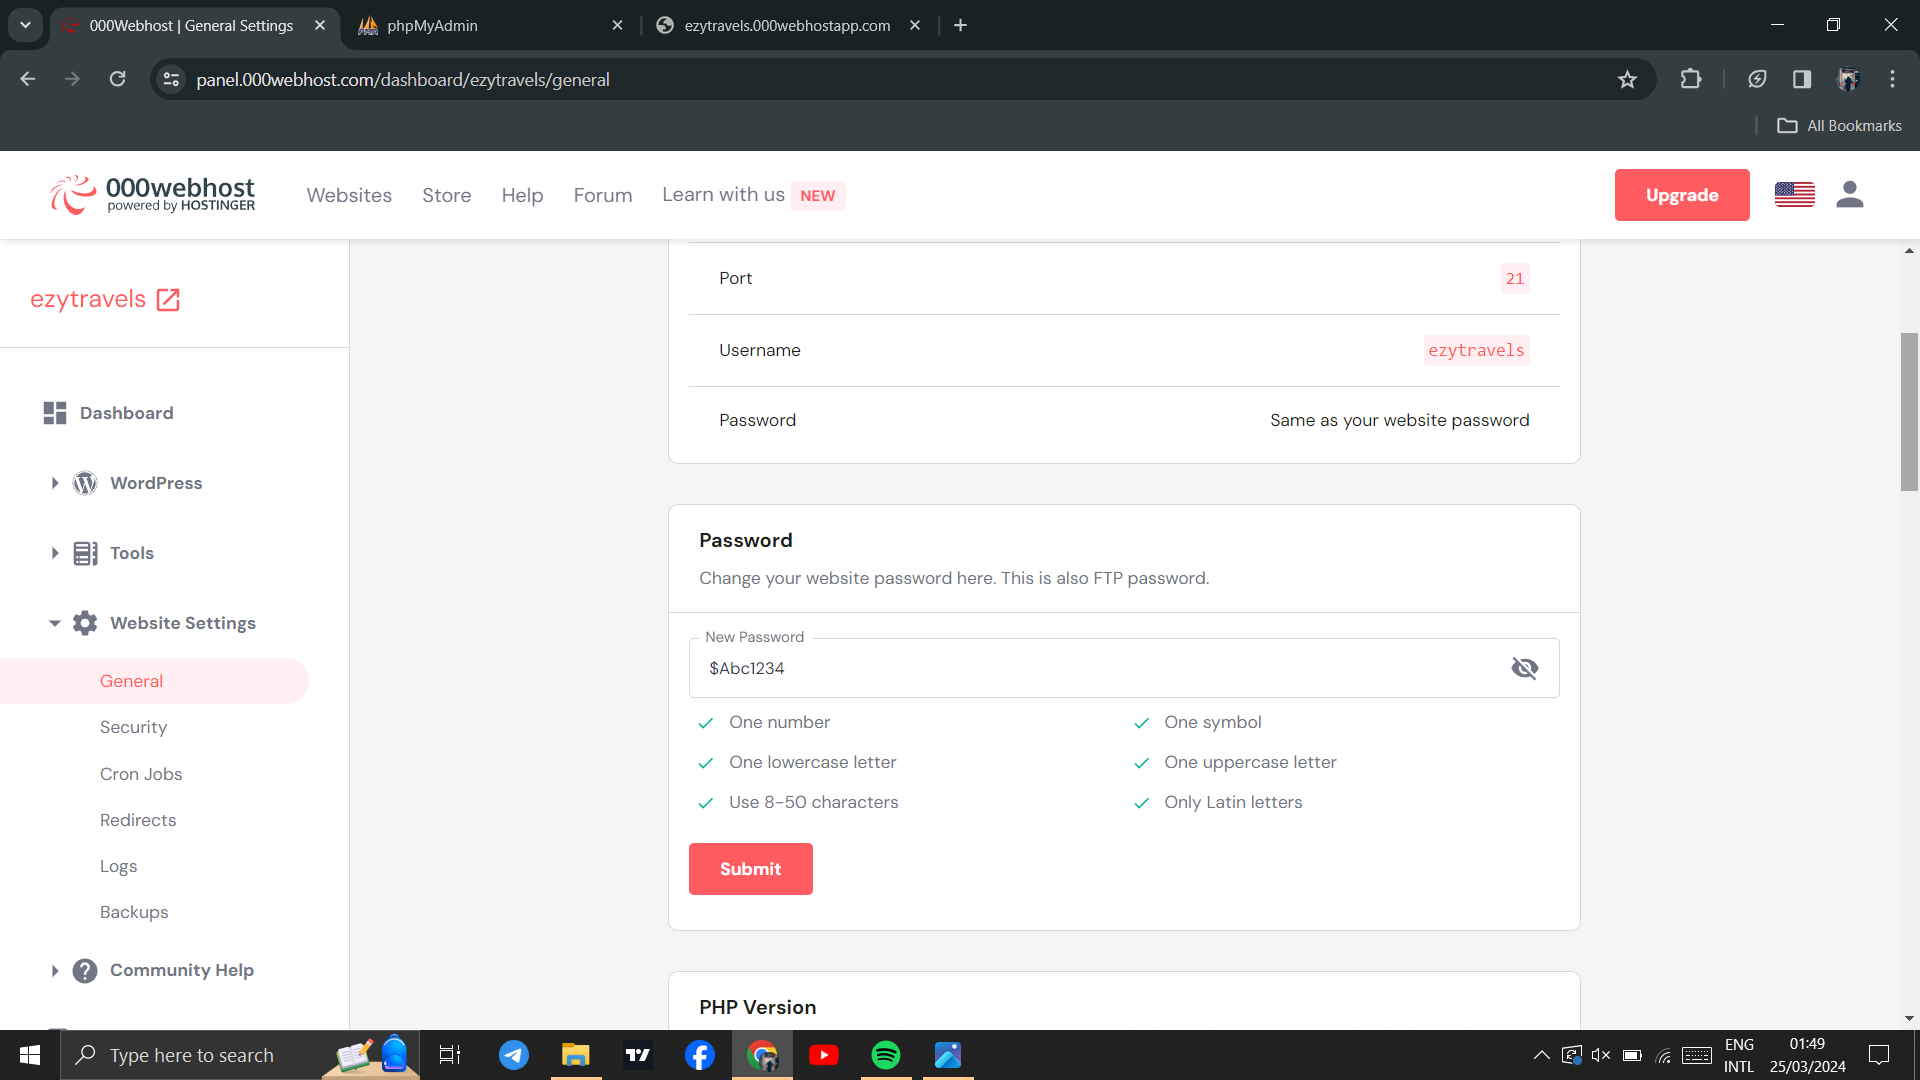 000Webhost | General Settings
phpMyAdmin
ezytravels.000webhostapp.com
panel.000webhost.com/dashboard/ezytravels/general
All Bookmarks
000webhost
powered by HOSTINGER
Websites
Store
Help
Forum
Learn with us
NEW
Upgrade
ezytravels
Dashboard
WordPress
Tools
Website Settings
General
Security
Cron Jobs
Redirects
Logs
Backups
Community Help
Port
21
Username
ezytravels
Password
Same as your website password
Password
Change your website password here. This is also FTP password.
New Password
$Abc1234
One number
One symbol
One lowercase letter
One uppercase letter
Use 8-50 characters
Only Latin letters
Submit
PHP Version
Type here to search
ENG
INTL
01:49
25/03/2024